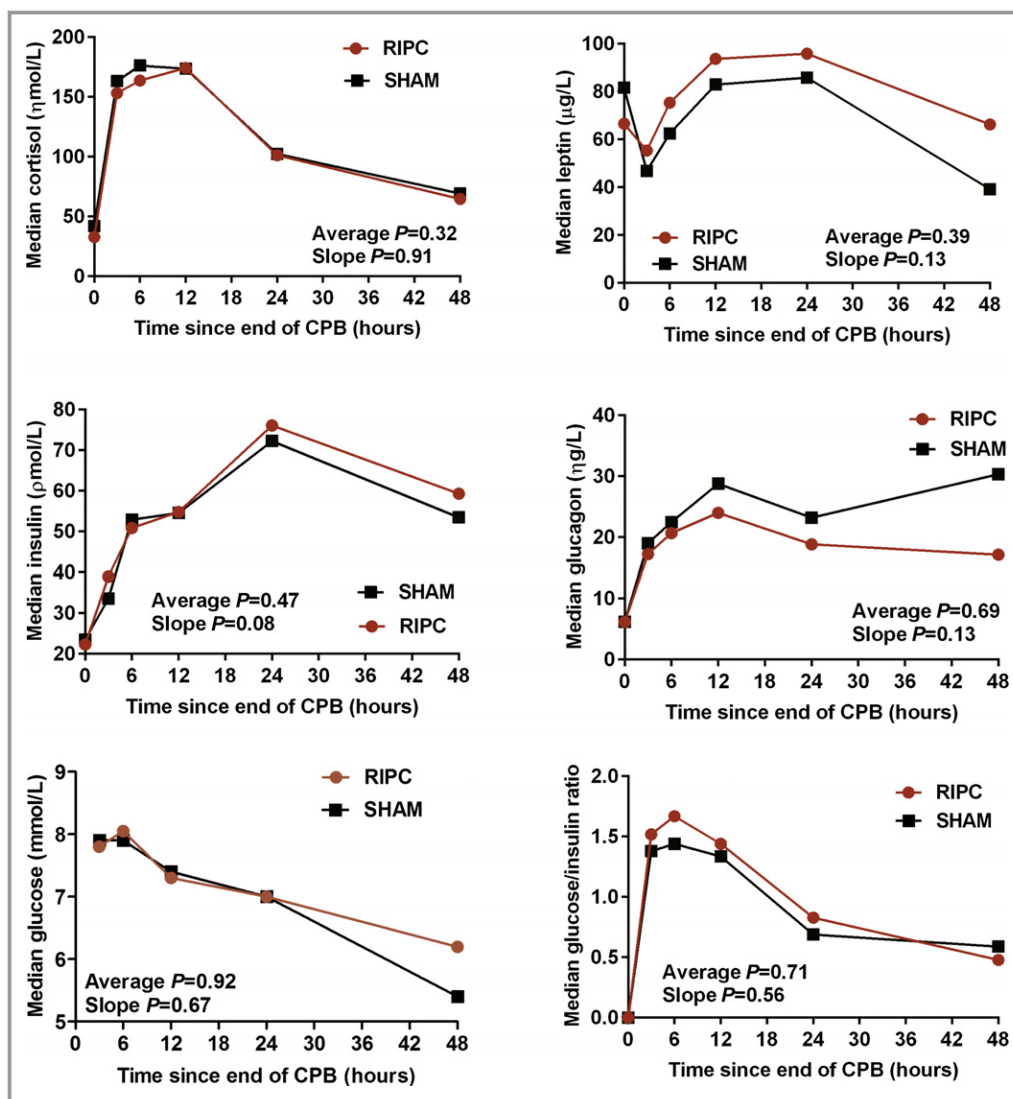 Median cortisol (ηmol/L)
200
150
100
50
0
RIPC
SHAM
Average P=0.32
Slope P=0.91
0 6 12 18 24 30 36 42 48
Time since end of CPB (hours)
Median leptin (µg/L)
100
80
60
40
20
0
RIPC
SHAM
Average P=0.39
Slope P=0.13
0 6 12 18 24 30 36 42 48
Time since end of CPB (hours)
Median insulin (ρmol/L)
80
70
60
50
40
30
20
Average P=0.47
Slope P=0.08
SHAM
RIPC
0 6 12 18 24 30 36 42 48
Time since end of CPB (hours)
Median glucagon (ηg/L)
40
30
20
10
0
RIPC
SHAM
Average P=0.69
Slope P=0.13
0 6 12 18 24 30 36 42 48
Time since end of CPB (hours)
Median glucose (mmol/L)
9
8
7
6
5
RIPC
SHAM
Average P=0.92
Slope P=0.67
0 6 12 18 24 30 36 42 48
Time since end of CPB (hours)
Median glucose/insulin ratio
2.0
1.5
1.0
0.5
0.0
RIPC
SHAM
Average P=0.71
Slope P=0.56
0 6 12 18 24 30 36 42 48
Time since end of CPB (hours)